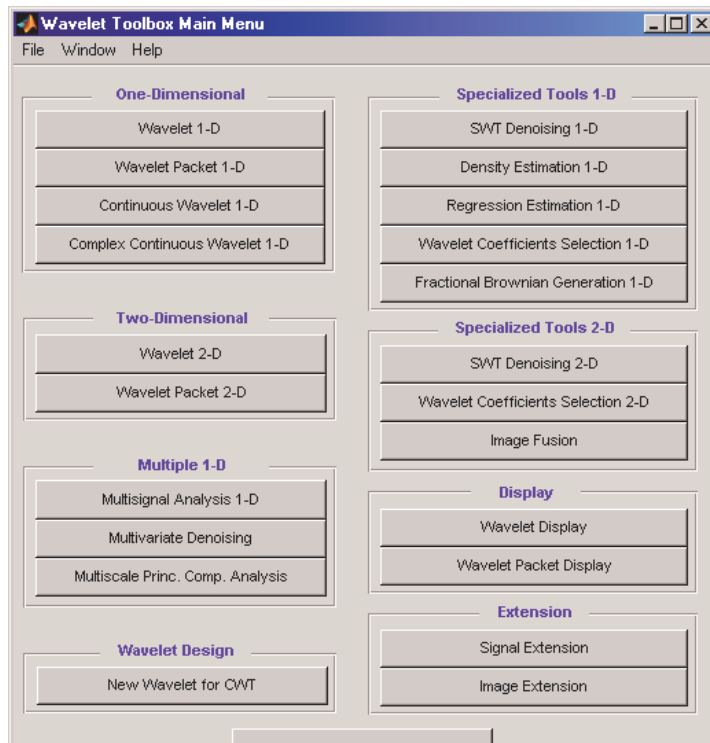 Wavelet Toolbox Main Menu
File Window Help
One-Dimensional
Wavelet 1-D
Wavelet Packet 1-D
Continuous Wavelet 1-D
Complex Continuous Wavelet 1-D
Two-Dimensional
Wavelet 2-D
Wavelet Packet 2-D
Multiple 1-D
Multisignal Analysis 1-D
Multivariate Denoising
Multiscale Princ. Comp. Analysis
Wavelet Design
New Wavelet for CWT
Specialized Tools 1-D
SWT Denoising 1-D
Density Estimation 1-D
Regression Estimation 1-D
Wavelet Coefficients Selection 1-D
Fractional Brownian Generation 1-D
Specialized Tools 2-D
SWT Denoising 2-D
Wavelet Coefficients Selection 2-D
Image Fusion
Display
Wavelet Display
Wavelet Packet Display
Extension
Signal Extension
Image Extension